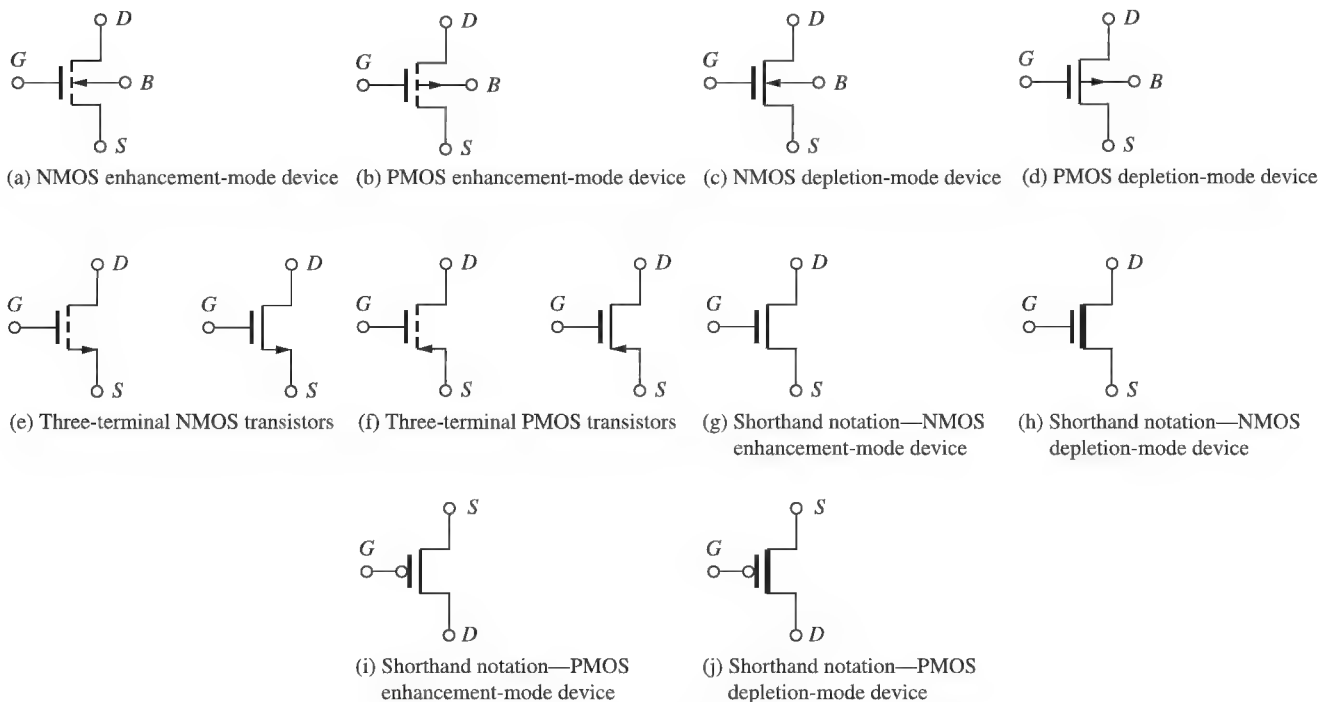 D
G
B
S
(a) NMOS enhancement-mode device
D
G
B
S
(b) PMOS enhancement-mode device
D
G
B
S
(c) NMOS depletion-mode device
D
G
B
S
(d) PMOS depletion-mode device
D
G
S
D
G
S
(e) Three-terminal NMOS transistors
D
G
S
D
G
S
(f) Three-terminal PMOS transistors
D
G
S
(g) Shorthand notation—NMOS
enhancement-mode device
D
G
S
(h) Shorthand notation—NMOS
depletion-mode device
S
G
D
(i) Shorthand notation—PMOS
enhancement-mode device
S
G
D
(j) Shorthand notation—PMOS
depletion-mode device